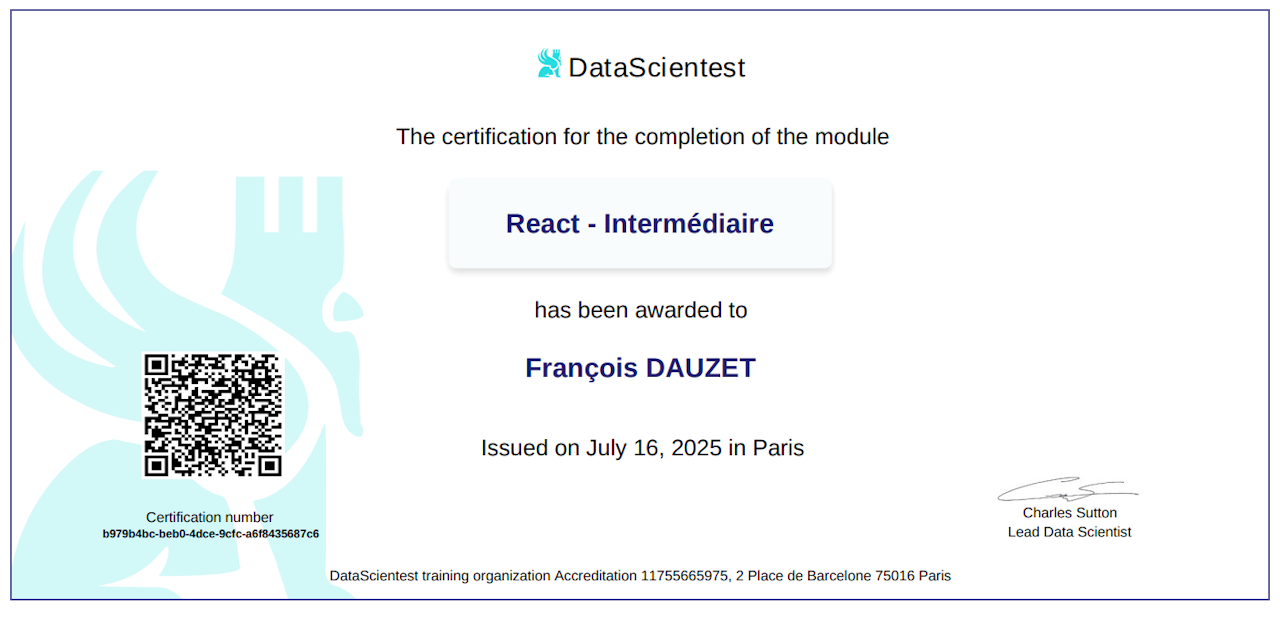 DataScientest
The certification for the completion of the module
React - Intermédiaire
has been awarded to
François DAUZET
Issued on July 16, 2025 in Paris
Certification number
b979b4bc-beb0-4dce-9cfc-a6f8435687c6
Charles Sutton
Lead Data Scientist
DataScientest training organization Accreditation 11755665975, 2 Place de Barcelone 75016 Paris